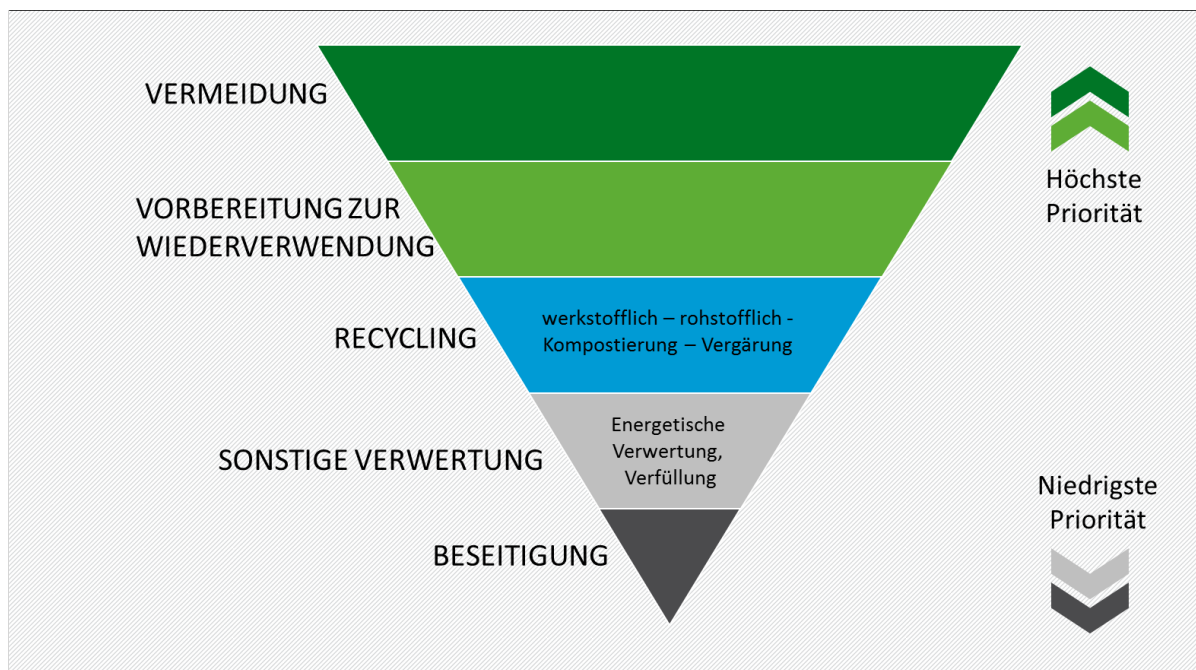 VERMEIDUNG
Höchste
Priorität
VORBEREITUNG ZUR
WIEDERVERWENDUNG
RECYCLING
werkstofflich – rohstofflich -
Kompostierung – Vergärung
SONSTIGE VERWERTUNG
Energetische
Verwertung,
Verfüllung
Niedrigste
Priorität
BESEITIGUNG